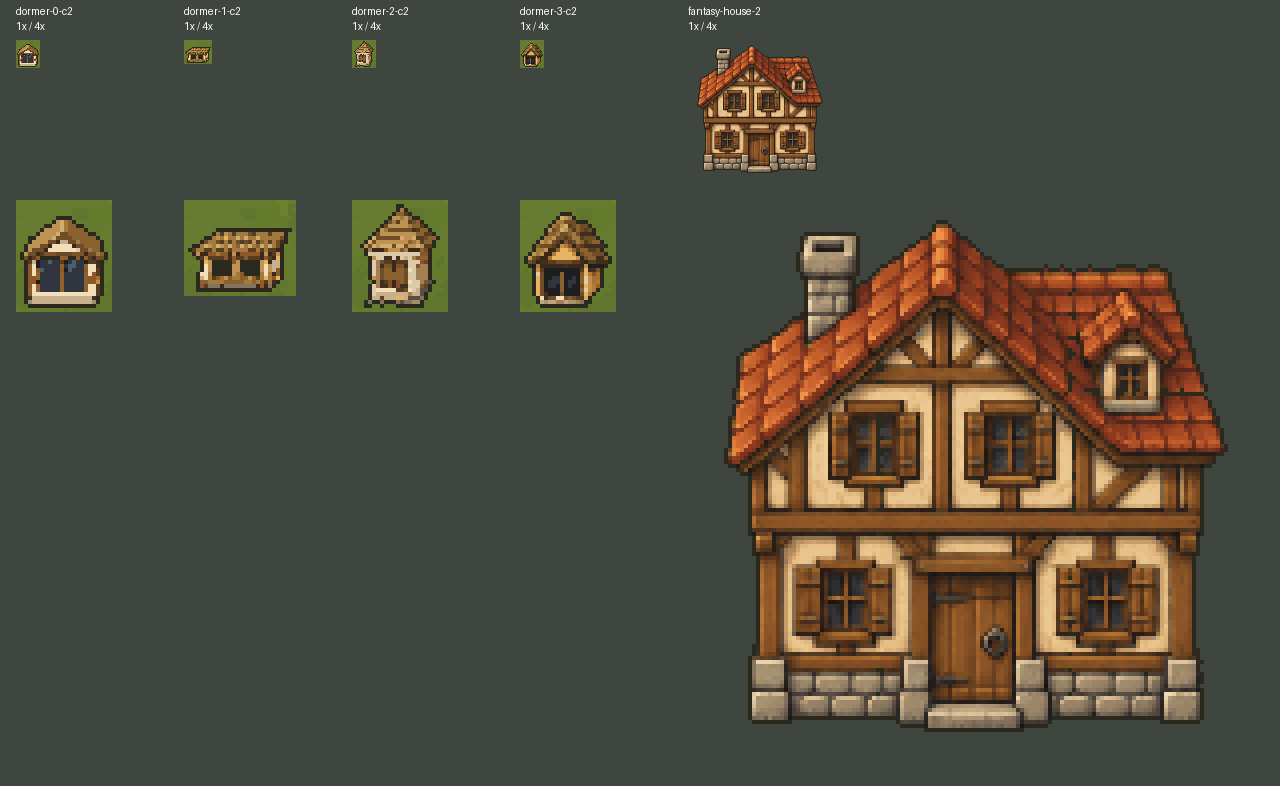 dormer-0-c2
1x / 4x
dormer-1-c2
1x / 4x
dormer-2-c2
1x / 4x
dormer-3-c2
1x / 4x
fantasy-house-2
1x / 4x